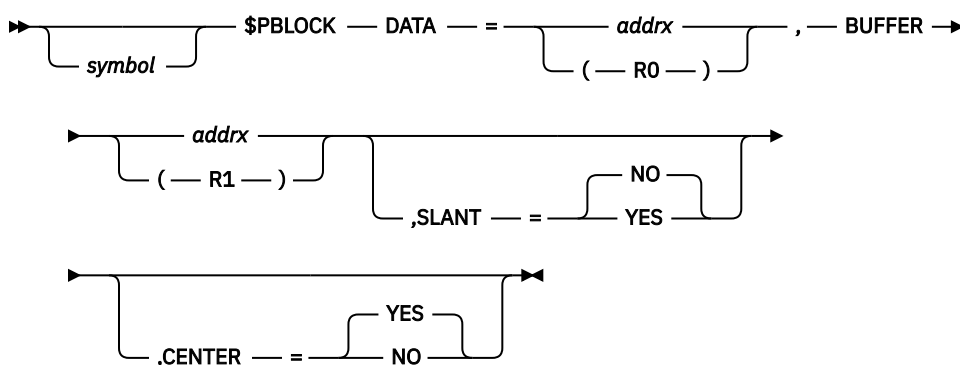 $PBLOCK DATA = addrx , BUFFER
symbol ( R0 )
addrx
( R1 )
NO
,SLANT = YES
YES
.CENTER = NO